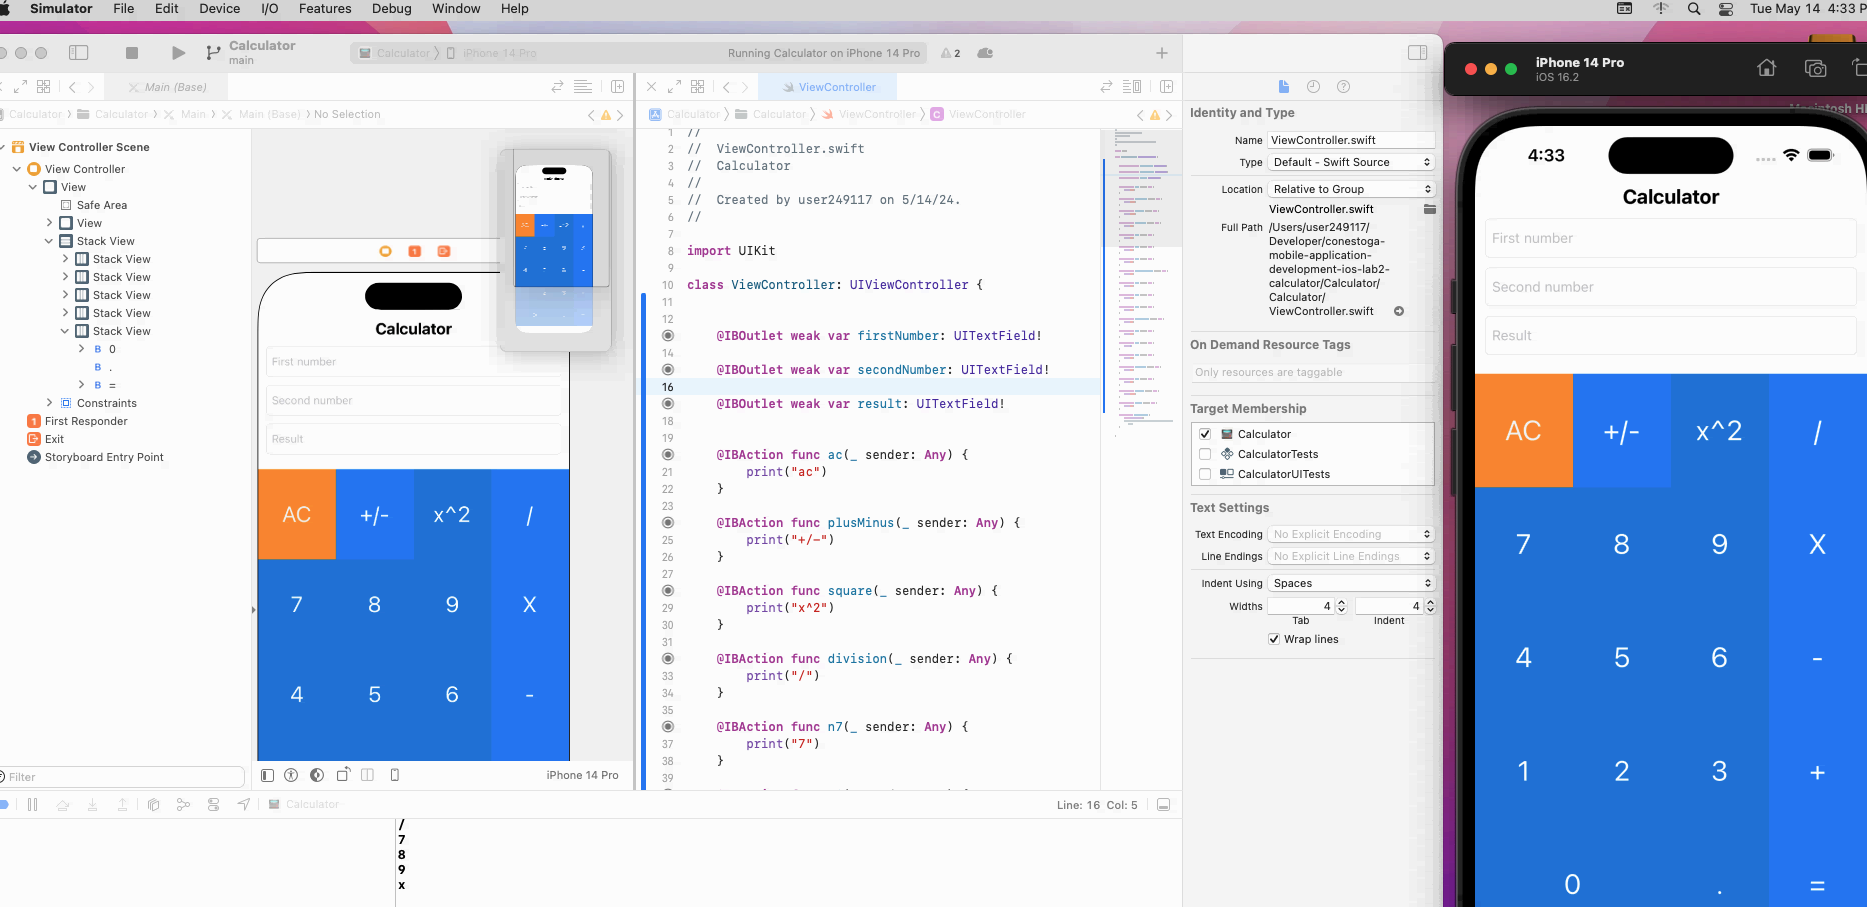 Simulator File Edit Device I/O Features Debug Window Help Tue May 14 4:33 P
Calculator
main
Calculator iPhone 14 Pro
Running Calculator on iPhone 14 Pro
2
Main (Base)
Calculator Calculator Main Main (Base) No Selection
View Controller Scene
View Controller
View
Safe Area
View
Stack View
Stack View
Stack View
Stack View
Stack View
Stack View
B 0
B .
B =
Constraints
1 First Responder
Exit
Storyboard Entry Point
Filter
1
Calculator
First number
Second number
Result
AC +/- x^2 /
7 8 9 X
4 5 6 -
iPhone 14 Pro
ViewController
Calculator Calculator ViewController C ViewController
1 //
2 //  ViewController.swift
3 //  Calculator
4 //
5 //  Created by user249117 on 5/14/24.
6 //
7
8 import UIKit
9
10 class ViewController: UIViewController {
11
12
@IBOutlet weak var firstNumber: UITextField!
14
@IBOutlet weak var secondNumber: UITextField!
16
@IBOutlet weak var result: UITextField!
18
19
@IBAction func ac(_ sender: Any) {
21 print("ac")
22 }
23
@IBAction func plusMinus(_ sender: Any) {
25 print("+/-")
26 }
27
@IBAction func square(_ sender: Any) {
29 print("x^2")
30 }
31
@IBAction func division(_ sender: Any) {
33 print("/")
34 }
35
@IBAction func n7(_ sender: Any) {
37 print("7")
38 }
39
Calculator
Line: 16 Col: 5
/
7
8
9
x
Identity and Type
Name ViewController.swift
Type Default - Swift Source
Location Relative to Group
ViewController.swift
Full Path /Users/user249117/
Developer/conestoga-
mobile-application-
development-ios-lab2-
calculator/Calculator/
Calculator/
ViewController.swift
On Demand Resource Tags
Only resources are taggable
Target Membership
Calculator
CalculatorTests
CalculatorUITests
Text Settings
Text Encoding No Explicit Encoding
Line Endings No Explicit Line Endings
Indent Using Spaces
Widths 4 4
Tab Indent
Wrap lines
iPhone 14 Pro
iOS 16.2
4:33
Calculator
First number
Second number
Result
AC +/- x^2 /
7 8 9 X
4 5 6 -
1 2 3 +
0 . =